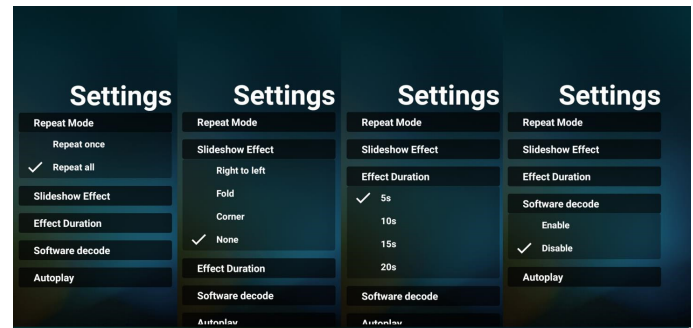 Settings
Repeat Mode
Repeat once
Repeat all
Slideshow Effect
Effect Duration
Software decode
Autoplay
Settings
Repeat Mode
Slideshow Effect
Right to left
Fold
Corner
None
Effect Duration
Software decode
Autoplay
Settings
Repeat Mode
Slideshow Effect
Effect Duration
5s
10s
15s
20s
Software decode
Autoplay
Settings
Repeat Mode
Slideshow Effect
Effect Duration
Software decode
Enable
Disable
Autoplay